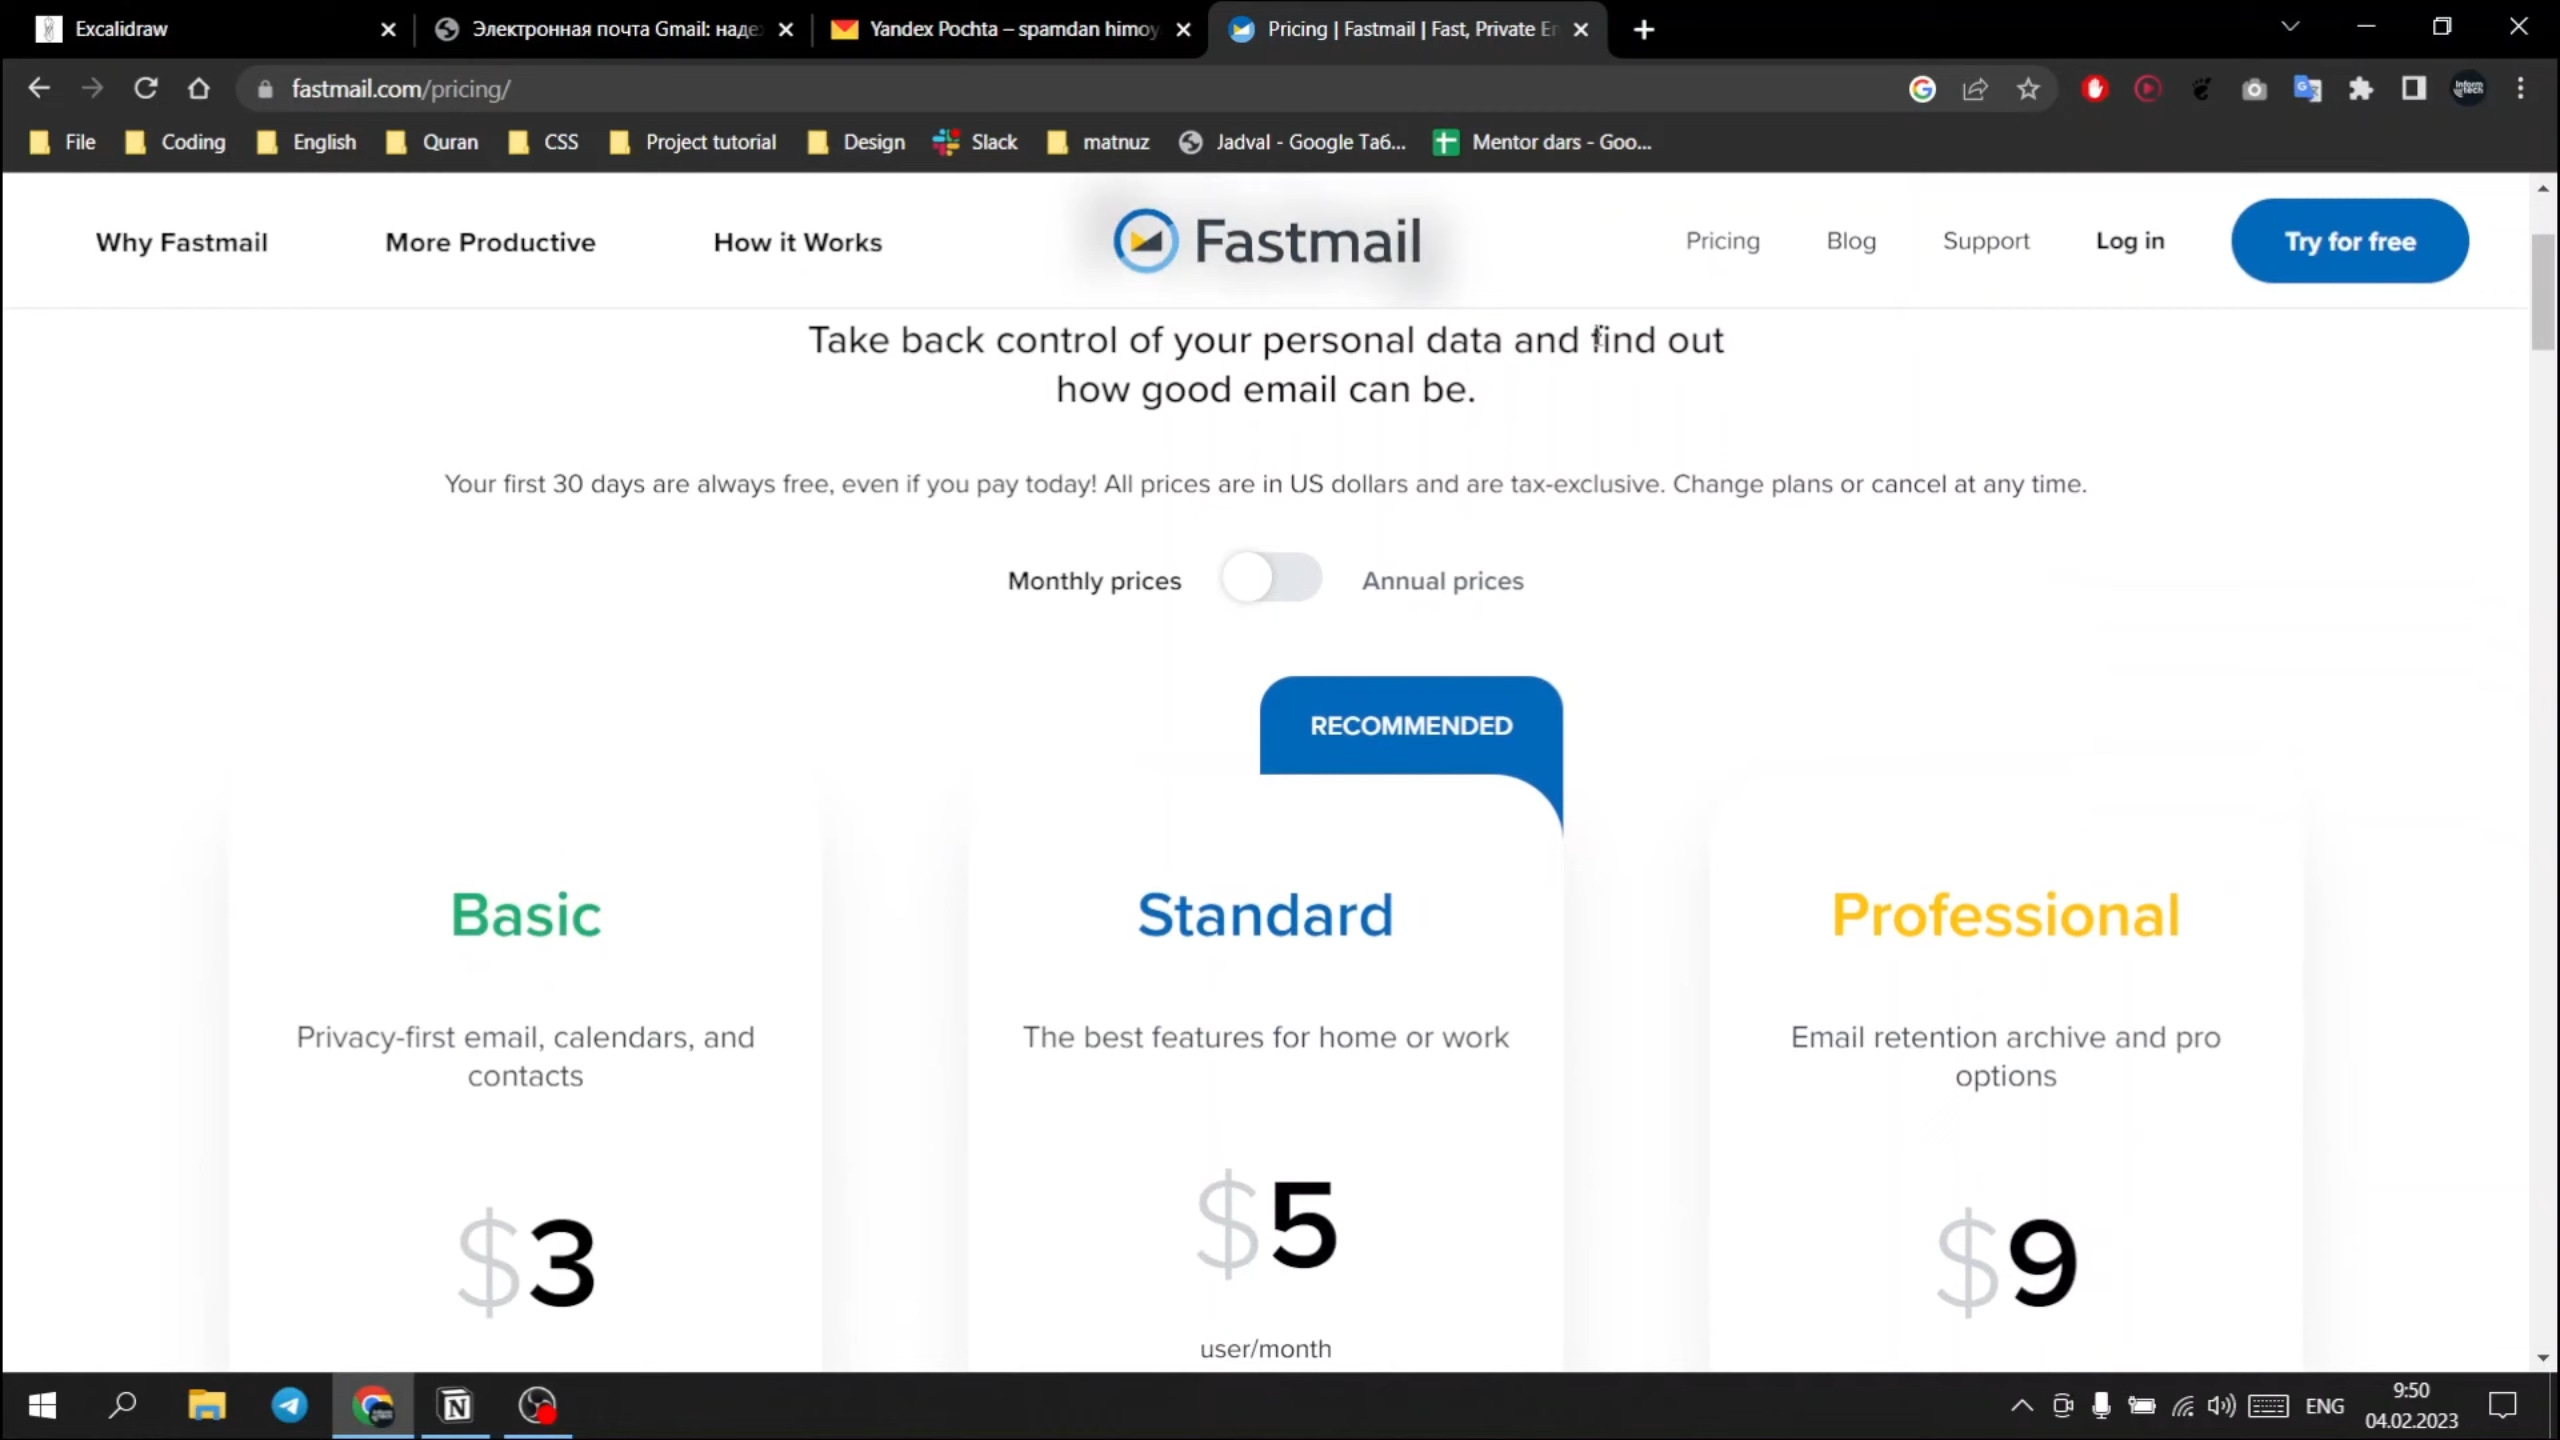 Excalidraw
Электронная почта Gmail: наде
Yandex Pochta – spamdan himoy
Pricing | Fastmail | Fast, Private En
fastmail.com/pricing/
File
Coding
English
Quran
CSS
Project tutorial
Design
Slack
matnuz
Jadval - Google Таб...
Mentor dars - Goo...
Why Fastmail
More Productive
How it Works
Fastmail
Pricing
Blog
Support
Log in
Try for free
Take back control of your personal data and find out
how good email can be.
Your first 30 days are always free, even if you pay today! All prices are in US dollars and are tax-exclusive. Change plans or cancel at any time.
Monthly prices
Annual prices
RECOMMENDED
Basic
Privacy-first email, calendars, and
contacts
$3
Standard
The best features for home or work
$5
user/month
Professional
Email retention archive and pro
options
$9
ENG
9:50
04.02.2023